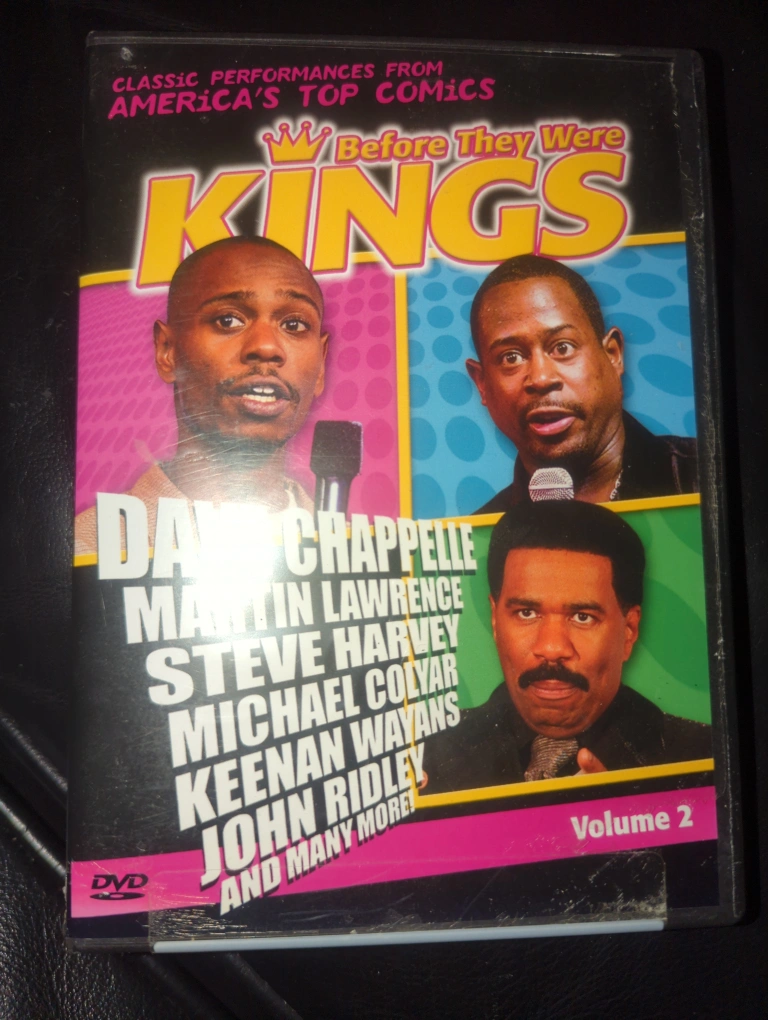 CLASSiC PERFORMANCES FROM
AMERiCA'S TOP COMiCS
Before They Were
KINGS
CHAPPELLE
MARTIN LAWRENCE
STEVE HARVEY
MICHAEL COLYAR
KEENAN WAYANS
JOHN RIDLEY
AND MANY MORE!
Volume 2
DVD